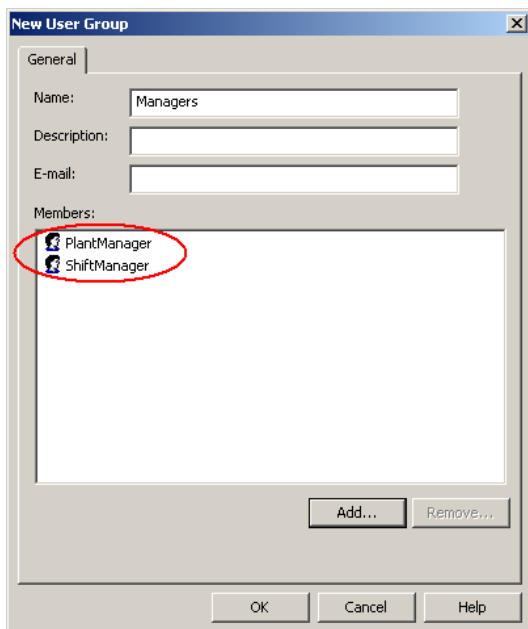 New User Group
General
Name: Managers
Description:
E-mail:
Members:
PlantManager
ShiftManager
Add... Remove...
OK Cancel Help